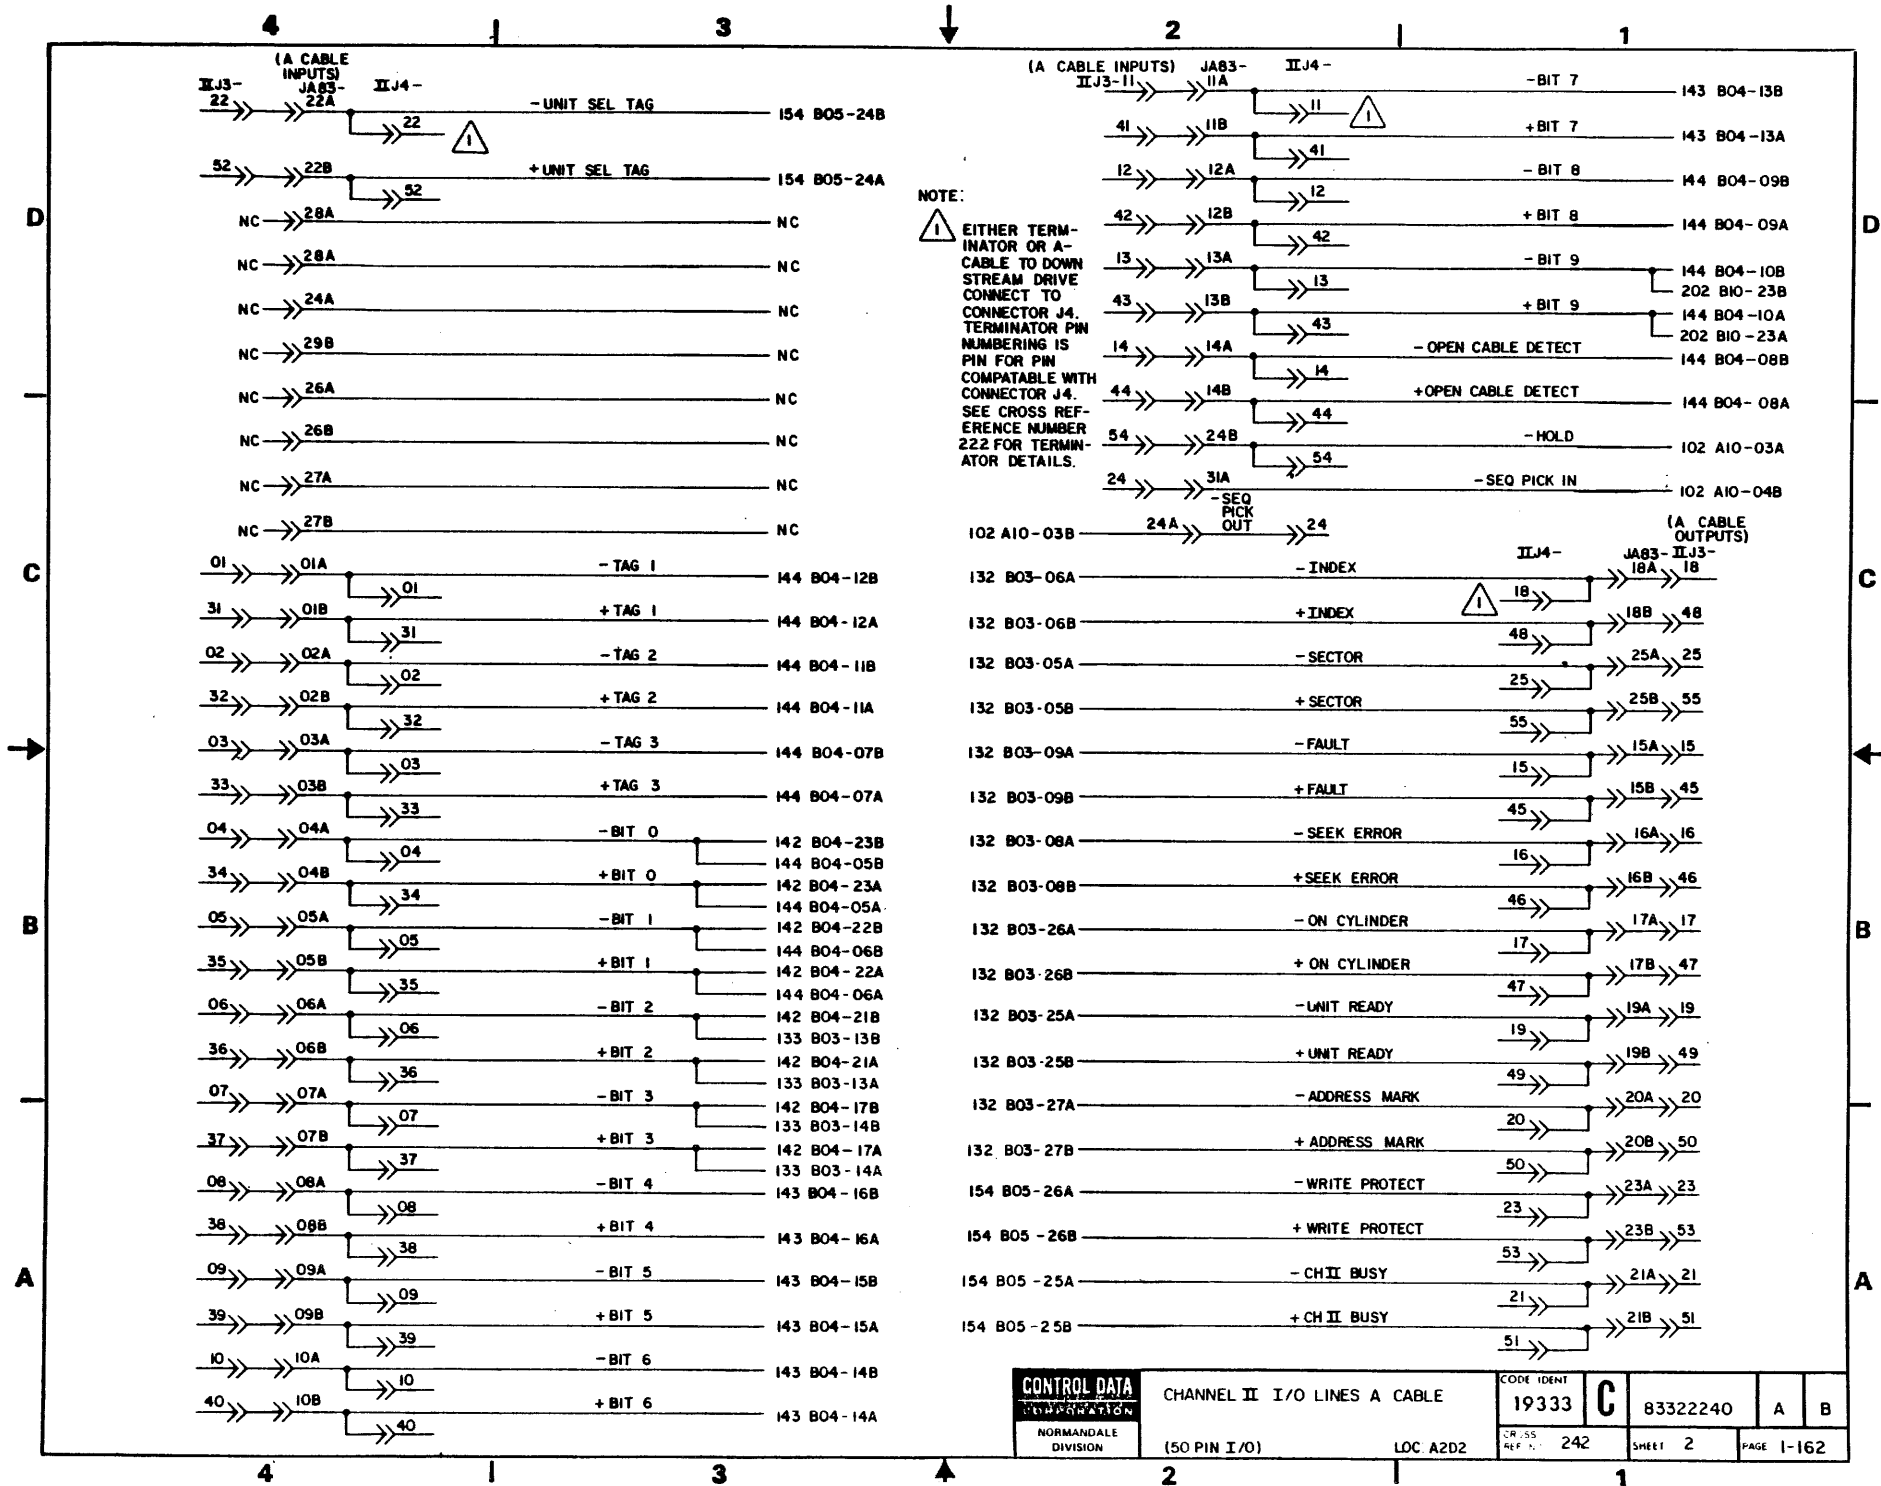 4 3 2 1
(A CABLE
INPUTS)
IIJ3- JA83- IIJ4-
22 22A - UNIT SEL TAG 154 B05-24B
22
1
52 22B + UNIT SEL TAG 154 B05-24A
52
NC 28A NC
NC 28A NC
NC 24A NC
NC 29B NC
NC 26A NC
NC 26B NC
NC 27A NC
NC 27B NC
01 01A - TAG 1 144 B04-12B
01
31 01B + TAG 1 144 B04-12A
31
02 02A - TAG 2 144 B04-11B
02
32 02B + TAG 2 144 B04-11A
32
03 03A - TAG 3 144 B04-07B
03
33 03B + TAG 3 144 B04-07A
33
04 04A - BIT 0 142 B04-23B
04 144 B04-05B
34 04B + BIT 0 142 B04-23A
34 144 B04-05A
05 05A - BIT 1 142 B04-22B
05 144 B04-06B
35 05B + BIT 1 142 B04-22A
35 144 B04-06A
06 06A - BIT 2 142 B04-21B
06 133 B03-13B
36 06B + BIT 2 142 B04-21A
36 133 B03-13A
07 07A - BIT 3 142 B04-17B
07 133 B03-14B
37 07B + BIT 3 142 B04-17A
37 133 B03-14A
08 08A - BIT 4 143 B04-16B
08
38 08B + BIT 4 143 B04-16A
38
09 09A - BIT 5 143 B04-15B
09
39 09B + BIT 5 143 B04-15A
39
10 10A - BIT 6 143 B04-14B
10
40 10B + BIT 6 143 B04-14A
40
NOTE:
1
EITHER TERM-
INATOR OR A-
CABLE TO DOWN
STREAM DRIVE
CONNECT TO
CONNECTOR J4.
TERMINATOR PIN
NUMBERING IS
PIN FOR PIN
COMPATABLE WITH
CONNECTOR J4.
SEE CROSS REF-
ERENCE NUMBER
222 FOR TERMIN-
ATOR DETAILS.
(A CABLE INPUTS) JA83- IIJ4-
IIJ3-11 11A - BIT 7 143 B04-13B
11
1
41 11B + BIT 7 143 B04-13A
41
12 12A - BIT 8 144 B04-09B
12
42 12B + BIT 8 144 B04-09A
42
13 13A - BIT 9 144 B04-10B
13 202 B10-23B
43 13B + BIT 9 144 B04-10A
43 202 B10-23A
14 14A - OPEN CABLE DETECT 144 B04-08B
14
44 14B + OPEN CABLE DETECT 144 B04-08A
44
54 24B - HOLD 102 A10-03A
54
24 31A - SEQ PICK IN 102 A10-04B
- SEQ
PICK
OUT
102 A10-03B 24A 24
(A CABLE
OUTPUTS)
IIJ4- JA83- IIJ3-
132 B03-06A - INDEX 18A 18
1 18
132 B03-06B + INDEX 18B 48
48
132 B03-05A - SECTOR 25A 25
25
132 B03-05B + SECTOR 25B 55
55
132 B03-09A - FAULT 15A 15
15
132 B03-09B + FAULT 15B 45
45
132 B03-08A - SEEK ERROR 16A 16
16
132 B03-08B + SEEK ERROR 16B 46
46
132 B03-26A - ON CYLINDER 17A 17
17
132 B03-26B + ON CYLINDER 17B 47
47
132 B03-25A - UNIT READY 19A 19
19
132 B03-25B + UNIT READY 19B 49
49
132 B03-27A - ADDRESS MARK 20A 20
20
132 B03-27B + ADDRESS MARK 20B 50
50
154 B05-26A - WRITE PROTECT 23A 23
23
154 B05-26B + WRITE PROTECT 23B 53
53
154 B05-25A - CH II BUSY 21A 21
21
154 B05-25B + CH II BUSY 21B 51
51
D D
C C
B B
A A
CONTROL DATA
CORPORATION
NORMANDALE
DIVISION
CHANNEL II I/O LINES A CABLE
(50 PIN I/O) LOC: A2D2
CODE IDENT
19333 C 83322240 A B
CROSS
REF N 242 SHEET 2 PAGE 1-162
4 3 2 1